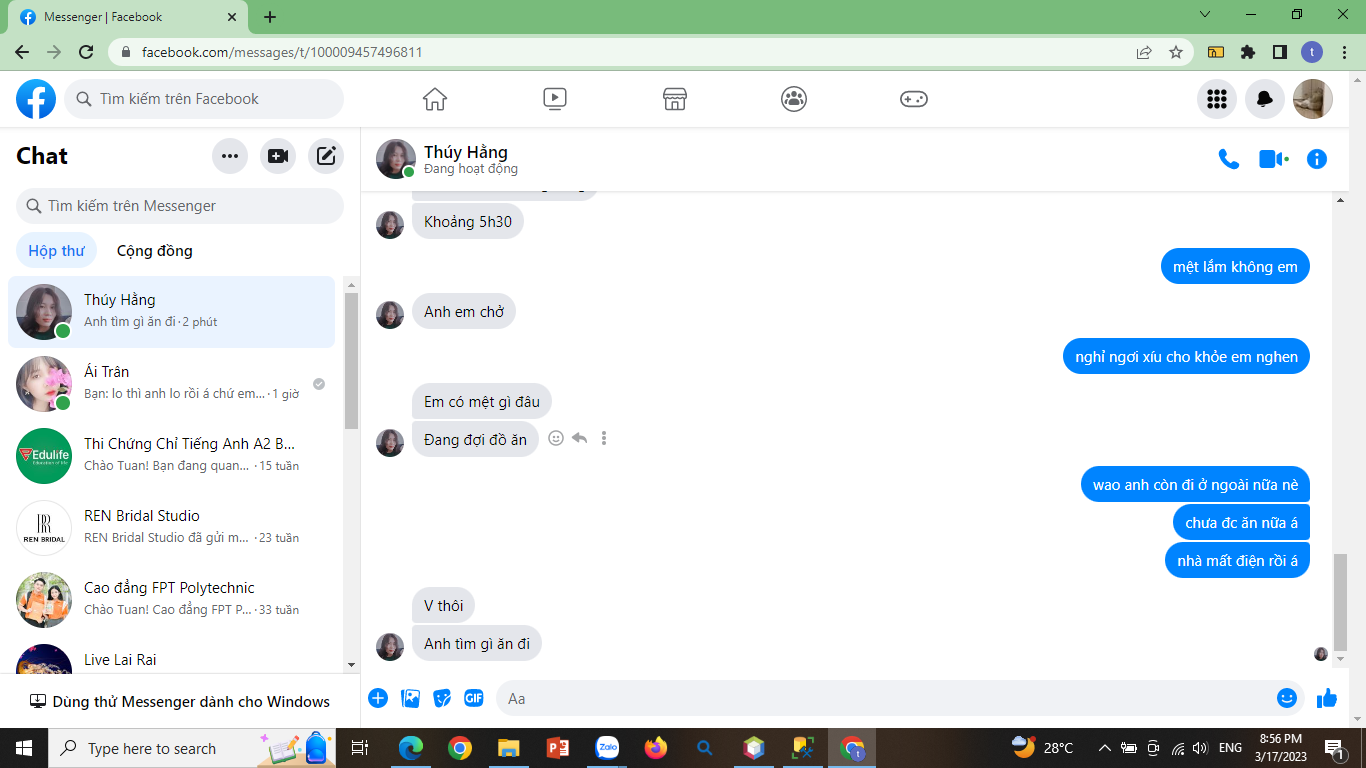 Messenger | Facebook
facebook.com/messages/t/100009457496811
t
Tìm kiếm trên Facebook
Chat
Tìm kiếm trên Messenger
Hộp thư
Cộng đồng
Thúy Hằng
Anh tìm gì ăn đi · 2 phút
Ái Trân
Bạn: lo thì anh lo rồi á chứ em... · 1 giờ
Edulife
Thi Chứng Chỉ Tiếng Anh A2 B...
Chào Tuan! Bạn đang quan... · 15 tuần
REN BRIDAL
REN Bridal Studio
REN Bridal Studio đã gửi m... · 23 tuần
Cao đẳng FPT Polytechnic
Chào Tuan! Cao đẳng FPT P... · 33 tuần
Live Lai Rai
Dùng thử Messenger dành cho Windows
Thúy Hằng
Đang hoạt động
Khoảng 5h30
mệt lắm không em
Anh em chở
nghỉ ngơi xíu cho khỏe em nghen
Em có mệt gì đâu
Đang đợi đồ ăn
wao anh còn đi ở ngoài nữa nè
chưa đc ăn nữa á
nhà mất điện rồi á
V thôi
Anh tìm gì ăn đi
GIF
Aa
Type here to search
Zalo
t
28°C
ENG
8:56 PM
3/17/2023
1